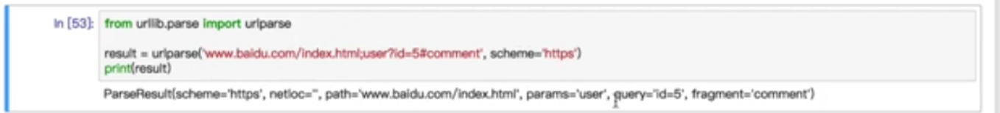 In [53]: from urllib.parse import urlparse
result = urlparse('www.baidu.com/index.html;user?id=5#comment', scheme='https')
print(result)
ParseResult(scheme='https', netloc='', path='www.baidu.com/index.html', params='user', query='id=5', fragment='comment')